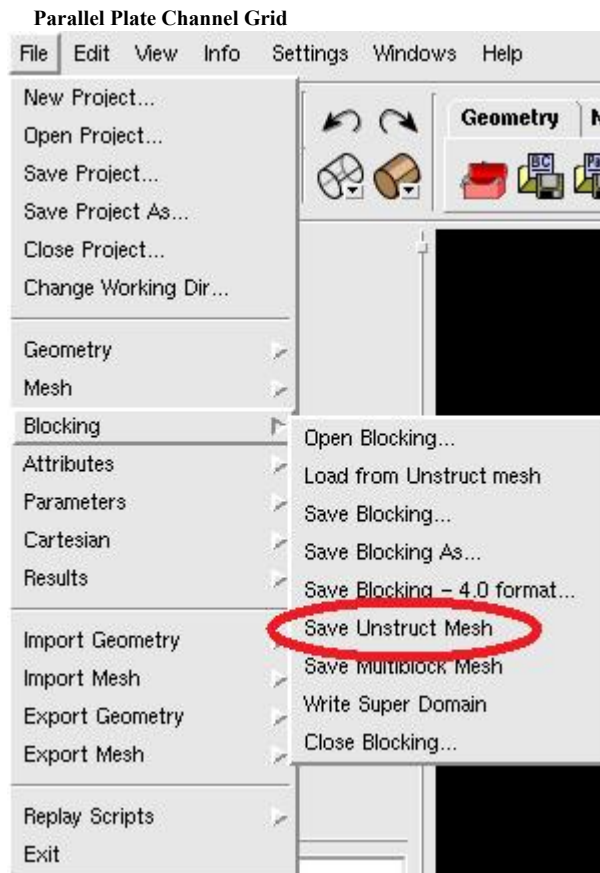 Parallel Plate Channel Grid
File Edit View Info Settings Windows Help
New Project...
Open Project...
Save Project...
Save Project As...
Close Project...
Change Working Dir...
Geometry
BC
Geometry
Mesh
Blocking
Attributes
Parameters
Cartesian
Results
Import Geometry
Import Mesh
Export Geometry
Export Mesh
Replay Scripts
Exit
Open Blocking...
Load from Unstruct mesh
Save Blocking...
Save Blocking As...
Save Blocking – 4.0 format...
Save Unstruct Mesh
Save Multiblock Mesh
Write Super Domain
Close Blocking...